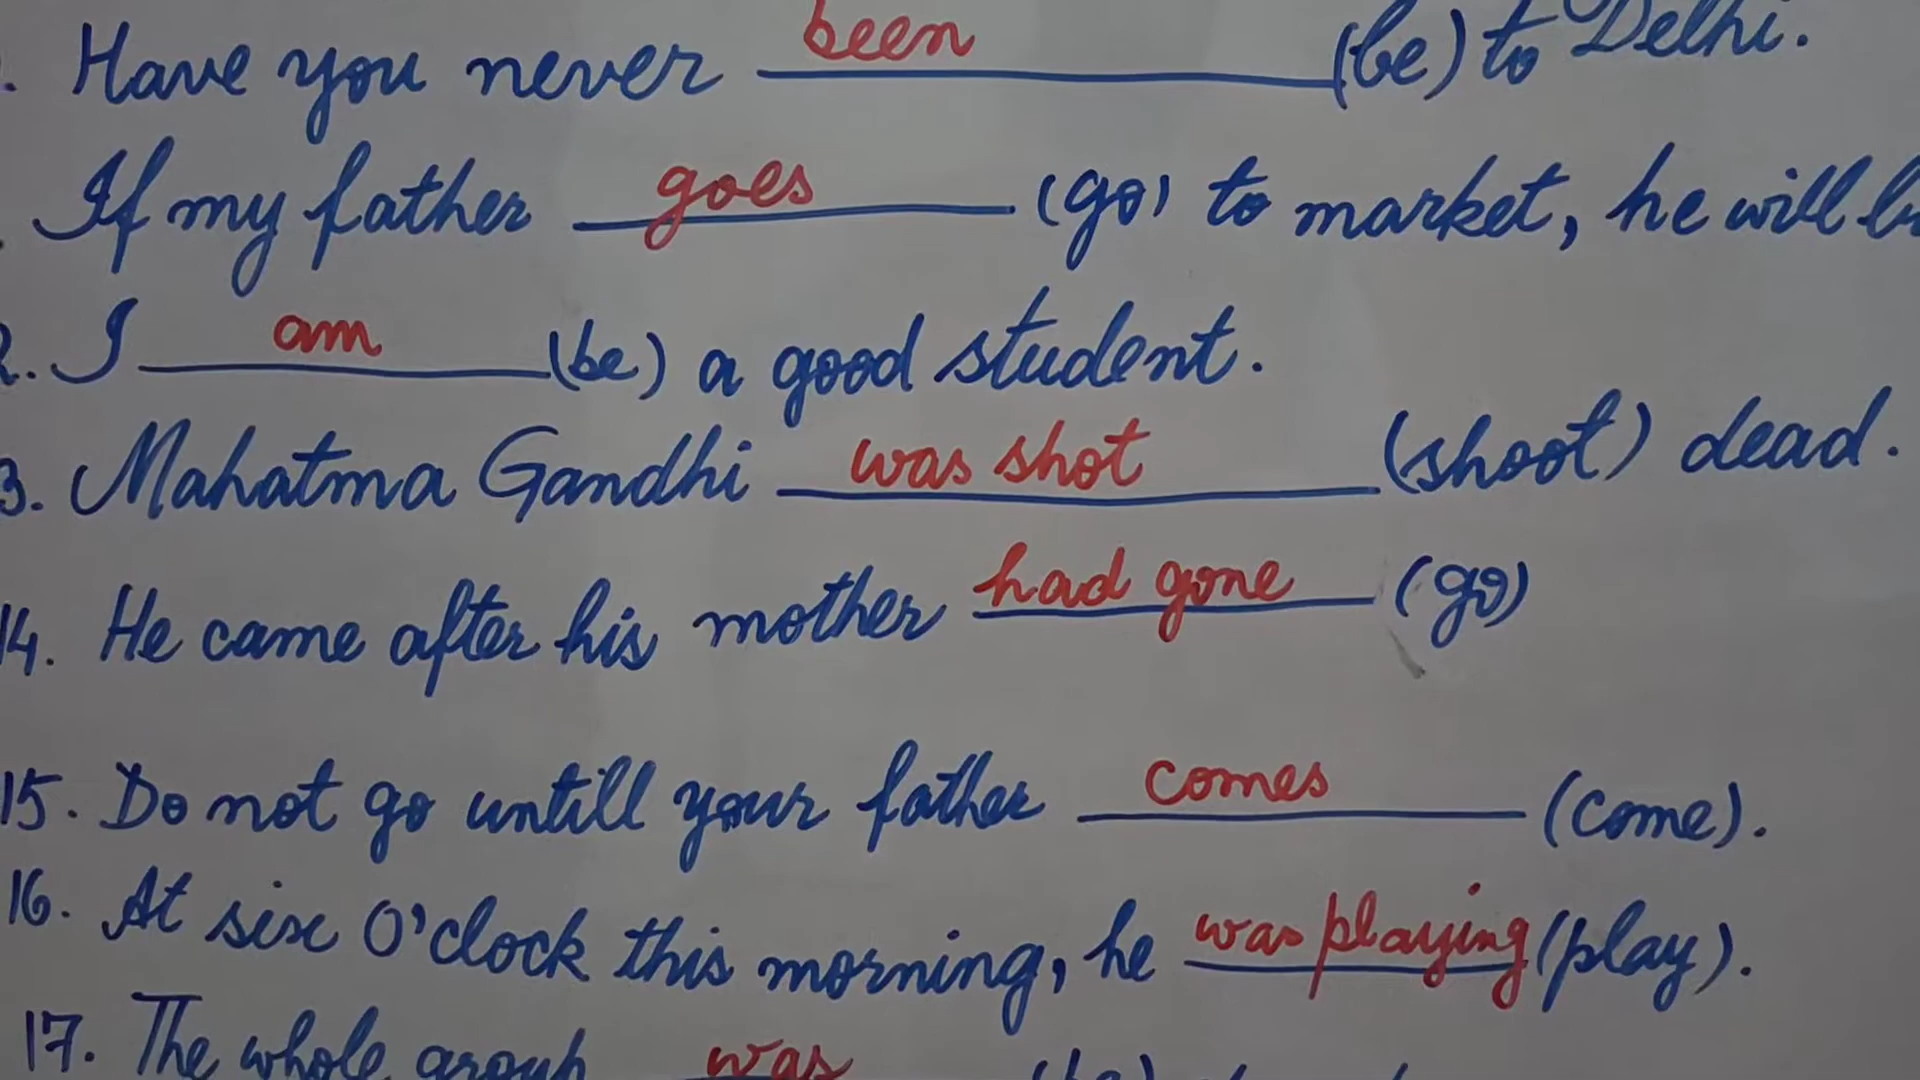 . Have you never been (be) to Delhi.
. If my father goes (go) to market, he will
2. I am (be) a good student.
3. Mahatma Gandhi was shot (shoot) dead.
14. He came after his mother had gone (go)
15. Do not go untill your father comes (come).
16. At six O'clock this morning, he was playing (play).
17. The whole group was (be)